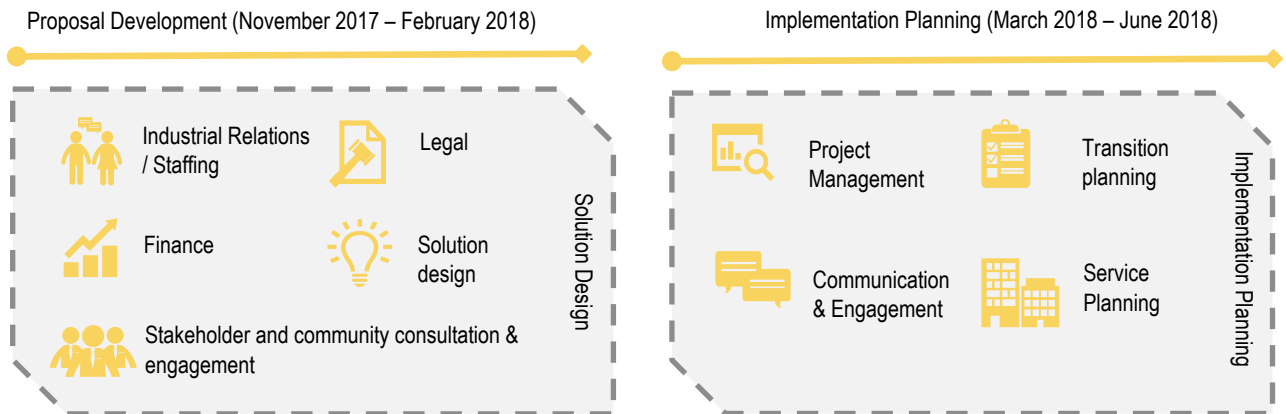 Proposal Development (November 2017 – February 2018)
Industrial Relations
/ Staffing
Legal
Finance
Solution
design
Stakeholder and community consultation &
engagement
Solution Design
Implementation Planning (March 2018 – June 2018)
Project
Management
Transition
planning
Communication
& Engagement
Service
Planning
Implementation Planning